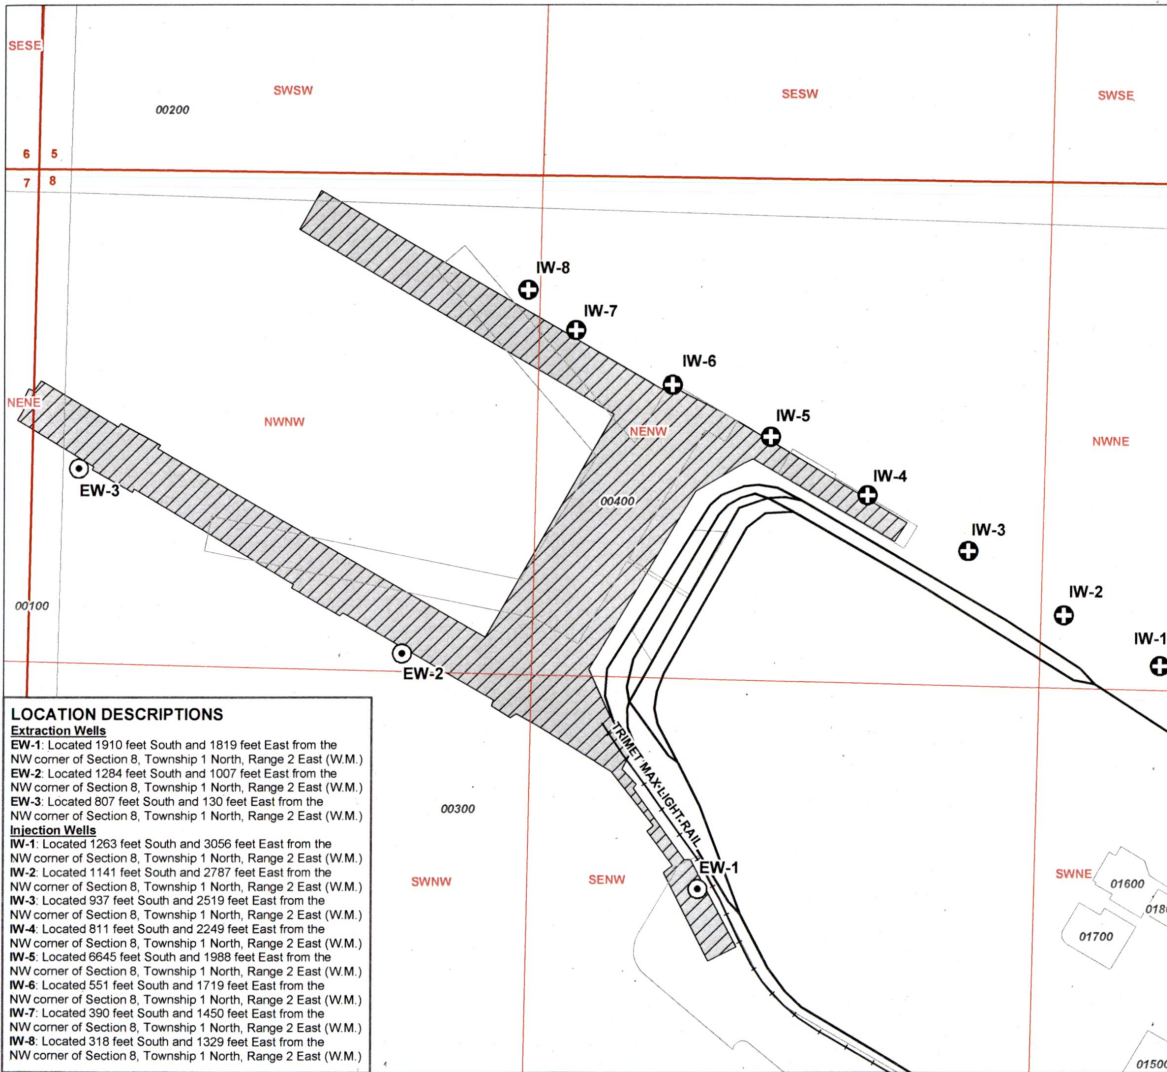 SESE
SWSW
SESW
SWSE
00200
6 5
7 8
IW-8
IW-7
IW-6
IW-5
IW-4
IW-3
IW-2
IW-1
NENE
NWNW
NENW
NWNE
EW-3
00400
00100
EW-2
TRIMET MAX-LIGHT-RAIL
00300
EW-1
SWNW
SENW
SWNE
01600
018
01700
01500
LOCATION DESCRIPTIONS
Extraction Wells
EW-1: Located 1910 feet South and 1819 feet East from the
NW corner of Section 8, Township 1 North, Range 2 East (W.M.)
EW-2: Located 1284 feet South and 1007 feet East from the
NW corner of Section 8, Township 1 North, Range 2 East (W.M.)
EW-3: Located 807 feet South and 130 feet East from the
NW corner of Section 8, Township 1 North, Range 2 East (W.M.)
Injection Wells
IW-1: Located 1263 feet South and 3056 feet East from the
NW corner of Section 8, Township 1 North, Range 2 East (W.M.)
IW-2: Located 1141 feet South and 2787 feet East from the
NW corner of Section 8, Township 1 North, Range 2 East (W.M.)
IW-3: Located 937 feet South and 2519 feet East from the
NW corner of Section 8, Township 1 North, Range 2 East (W.M.)
IW-4: Located 811 feet South and 2249 feet East from the
NW corner of Section 8, Township 1 North, Range 2 East (W.M.)
IW-5: Located 6645 feet South and 1988 feet East from the
NW corner of Section 8, Township 1 North, Range 2 East (W.M.)
IW-6: Located 551 feet South and 1719 feet East from the
NW corner of Section 8, Township 1 North, Range 2 East (W.M.)
IW-7: Located 390 feet South and 1450 feet East from the
NW corner of Section 8, Township 1 North, Range 2 East (W.M.)
IW-8: Located 318 feet South and 1329 feet East from the
NW corner of Section 8, Township 1 North, Range 2 East (W.M.)